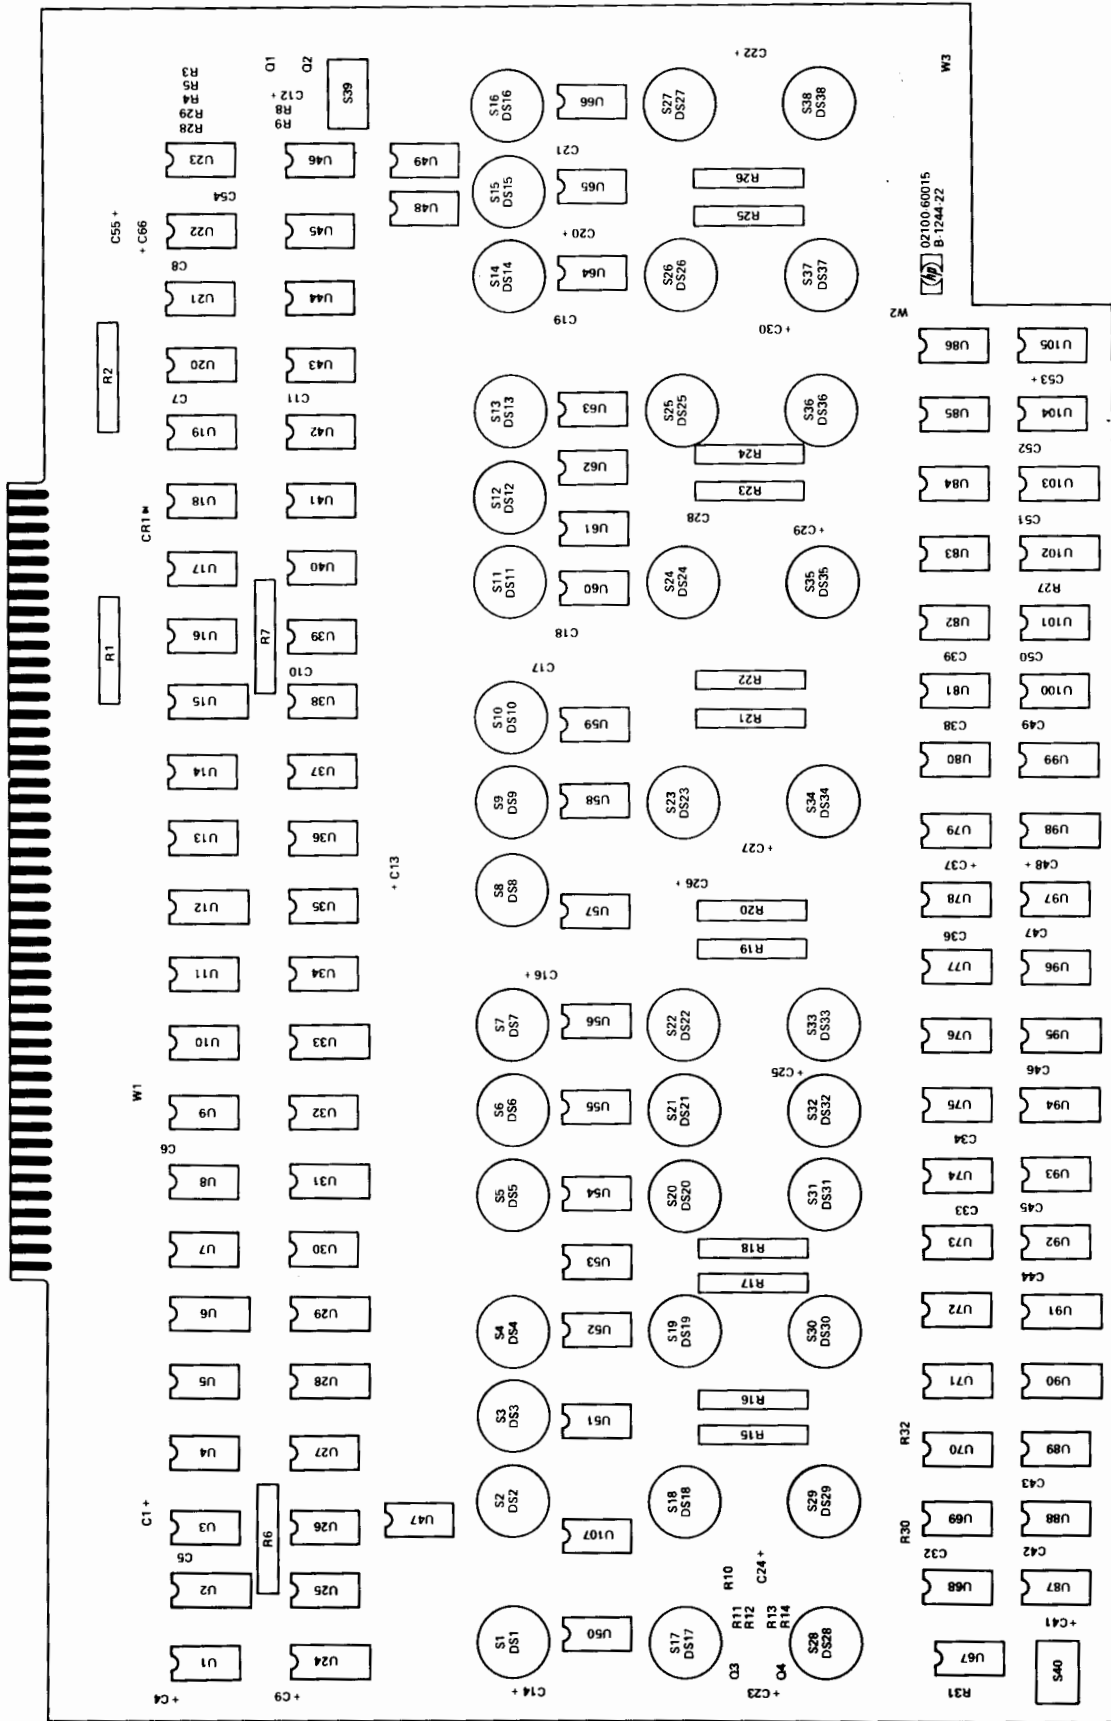 W3
C22 +
R3
R5
R4
R29
R28
Q1
Q2
C12 +
R8
R9
S39
S16
DS16
U66
S27
DS27
S38
DS38
U23
U46
U49
C21
C54
U48
S15
DS15
U65
R26
R25
C55 +
+ C66
U22
U45
C20 +
02100-60015
hp
B-1244-22
C8
U21
U44
S14
DS14
U64
S26
DS26
S37
DS37
C19
+ C30
W2
R2
U20
U43
U86
U105
C53 +
C7
C11
U19
U42
S13
DS13
U63
S25
DS25
S36
DS36
U85
U104
R24
C52
U62
R23
U18
U41
S12
DS12
U84
U103
CR1
U61
C28
C29 +
C51
U17
U40
S11
DS11
U60
S24
DS24
S35
DS35
U83
U102
R27
R1
U16
R7
U39
C18
U82
U101
C10
C17
C39
C50
U15
U38
R22
U81
U100
S10
DS10
U59
R21
C38
C49
U14
U37
U80
U99
S9
DS9
U58
S23
DS23
S34
DS34
U13
U36
U79
U98
+ C13
+ C27
C37 +
C48 +
S8
DS8
C26 +
U12
U35
U57
R20
U78
U97
R19
C36
C47
U11
U34
C16 +
U77
U96
U10
U33
S7
DS7
U56
S22
DS22
S33
DS33
U76
U95
C25 +
C46
W1
U9
U32
S6
DS6
U55
S21
DS21
S32
DS32
U75
U94
C6
C34
U8
U31
S5
DS5
U54
S20
DS20
S31
DS31
U74
U93
C33
C45
U7
U30
U53
R18
U73
U92
R17
C44
U6
U29
S4
DS4
U52
S19
DS19
S30
DS30
U72
U91
U5
U28
R16
U71
U90
S3
DS3
U51
R15
R32
U4
U27
U70
U89
C43
C1 +
U3
R6
U26
U47
S2
DS2
U107
S18
DS18
S29
DS29
R30
U69
U88
C5
C32
C42
R10
C24 +
U2
U25
U68
U87
R11
R12
R13
R14
+C41
S1
DS1
U50
S17
DS17
S28
DS28
U1
U24
Q3
Q4
U67
S40
+ C4
C9 +
C14 +
+ C23
R31